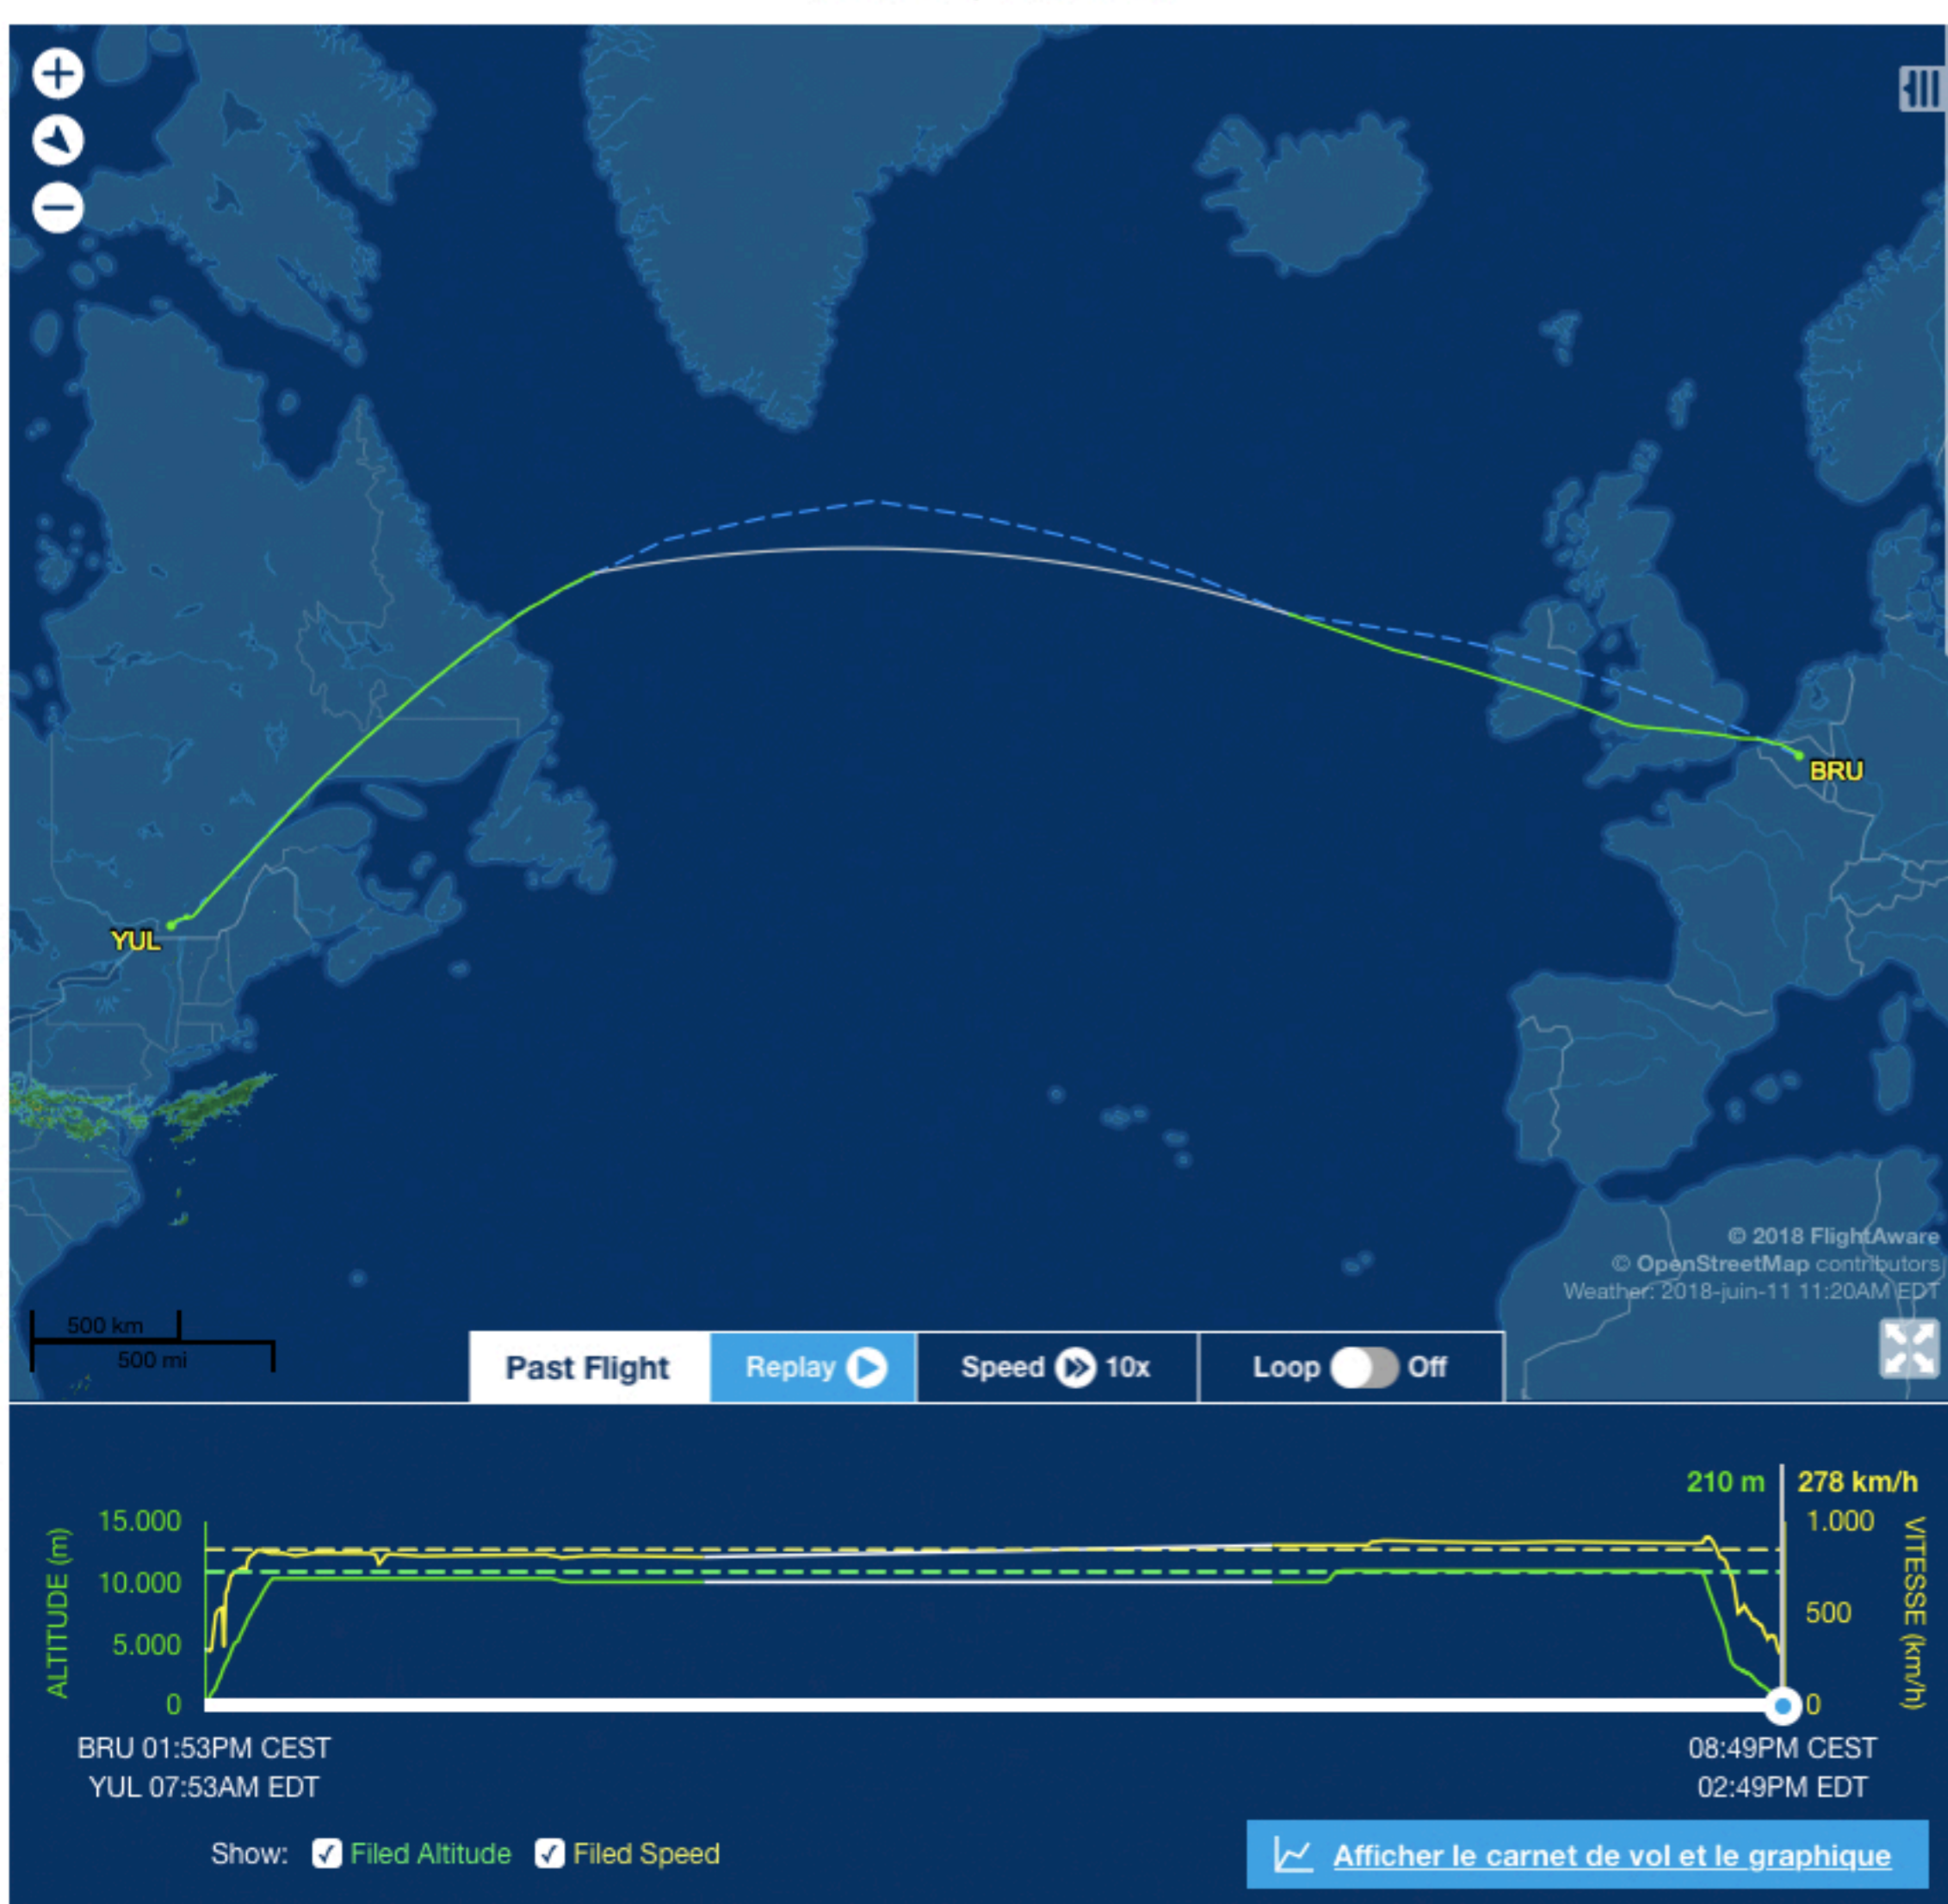 BRU
YUL
© 2018 FlightAware
© OpenStreetMap contributors
Weather: 2018-juin-11 11:20AM EDT
500 km
500 mi
Past Flight
Replay
Speed 10x
Loop Off
210 m
278 km/h
ALTITUDE (m)
15.000
10.000
5.000
0
1.000
500
0
VITESSE (km/h)
BRU 01:53PM CEST
YUL 07:53AM EDT
08:49PM CEST
02:49PM EDT
Show: Filed Altitude Filed Speed
Afficher le carnet de vol et le graphique